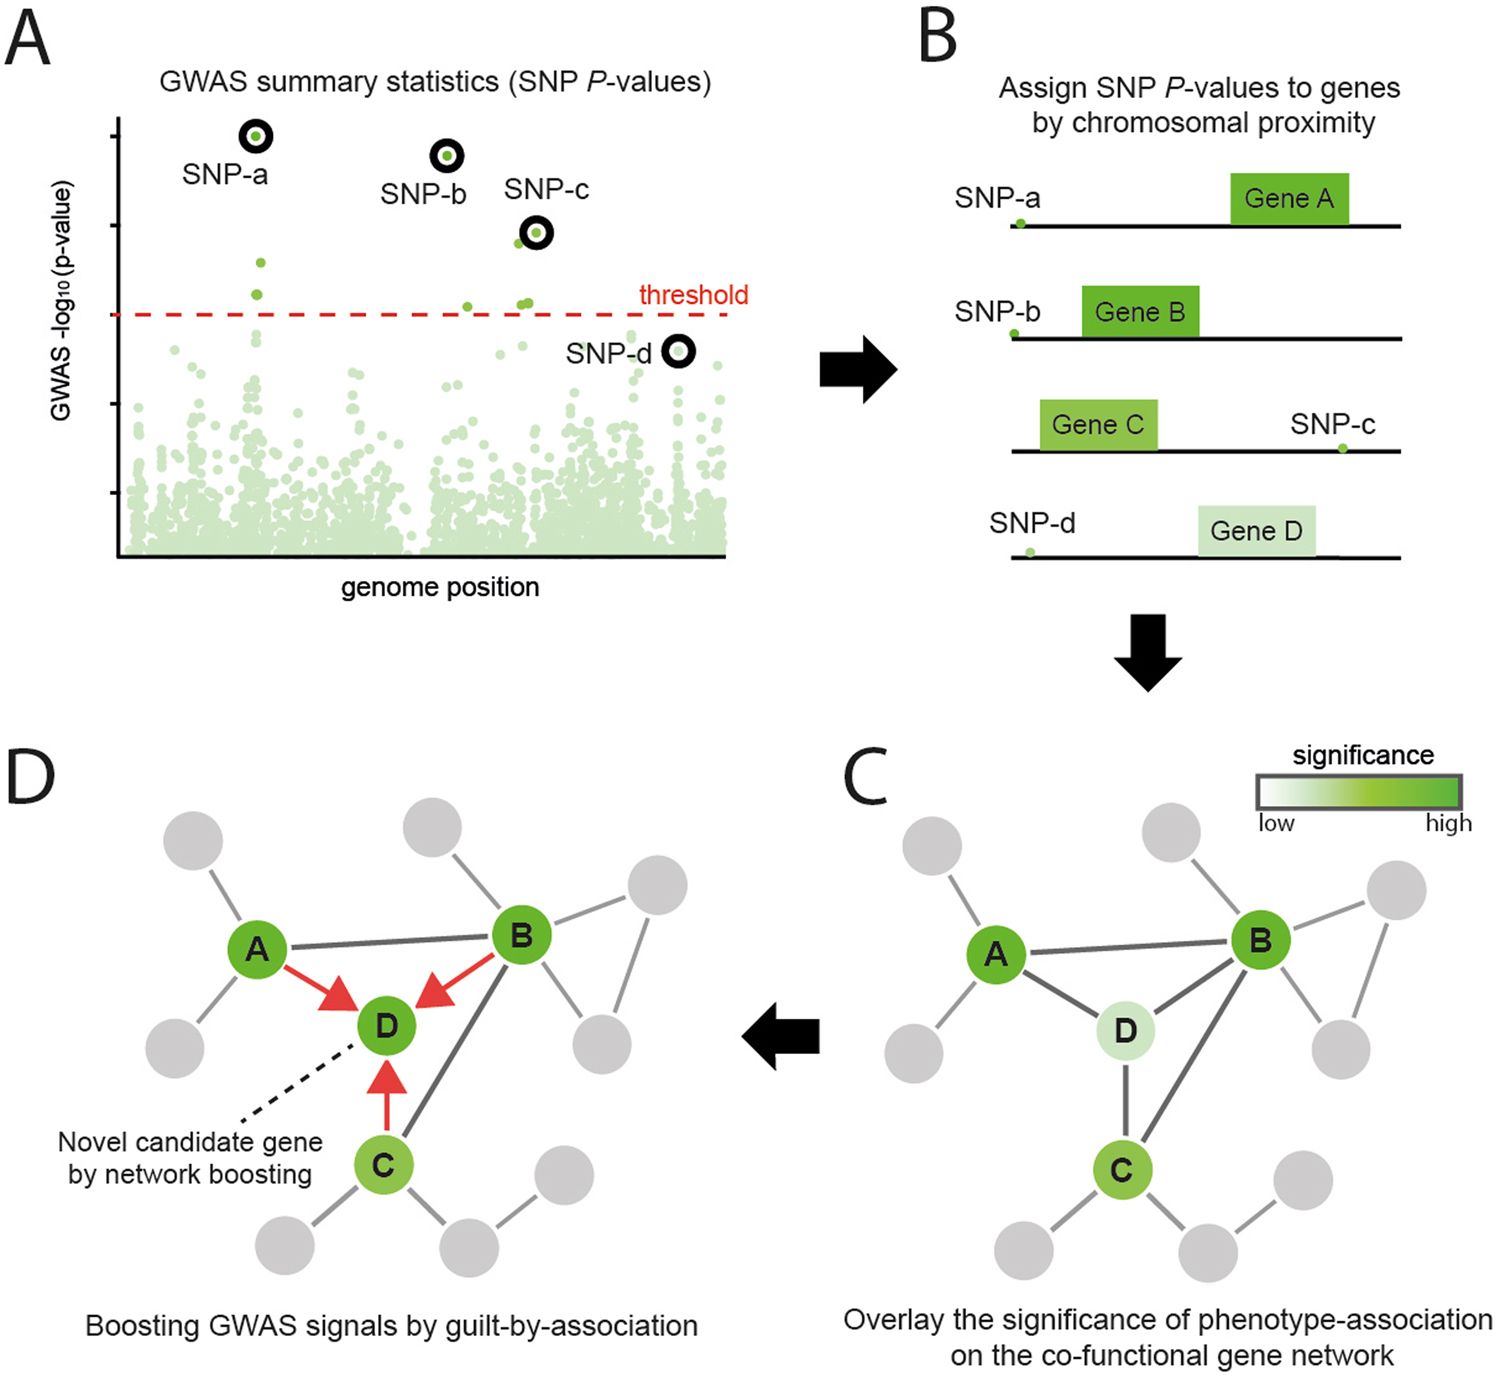 A
GWAS summary statistics (SNP P-values)
GWAS -log10 (p-value)
SNP-a
SNP-b
SNP-c
threshold
SNP-d
genome position
B
Assign SNP P-values to genes
by chromosomal proximity
SNP-a
Gene A
SNP-b
Gene B
Gene C
SNP-c
SNP-d
Gene D
C
significance
low
high
A
B
D
C
Overlay the significance of phenotype-association
on the co-functional gene network
D
A
B
D
C
Novel candidate gene
by network boosting
Boosting GWAS signals by guilt-by-association